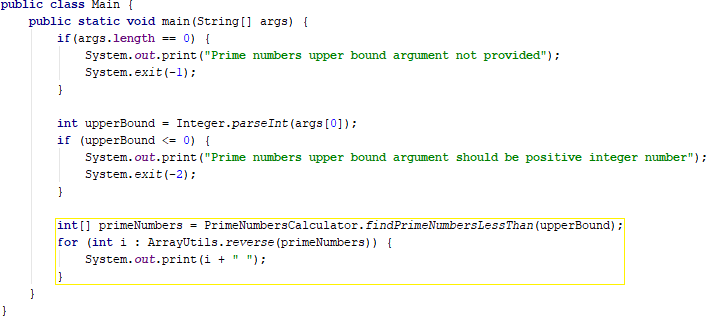 public class Main {
    public static void main(String[] args) {
        if(args.length == 0) {
            System.out.print("Prime numbers upper bound argument not provided");
            System.exit(-1);
        }

        int upperBound = Integer.parseInt(args[0]);
        if (upperBound <= 0) {
            System.out.print("Prime numbers upper bound argument should be positive integer number");
            System.exit(-2);
        }

        int[] primeNumbers = PrimeNumbersCalculator.findPrimeNumbersLessThan(upperBound);
        for (int i : ArrayUtils.reverse(primeNumbers)) {
            System.out.print(i + " ");
        }
    }
}